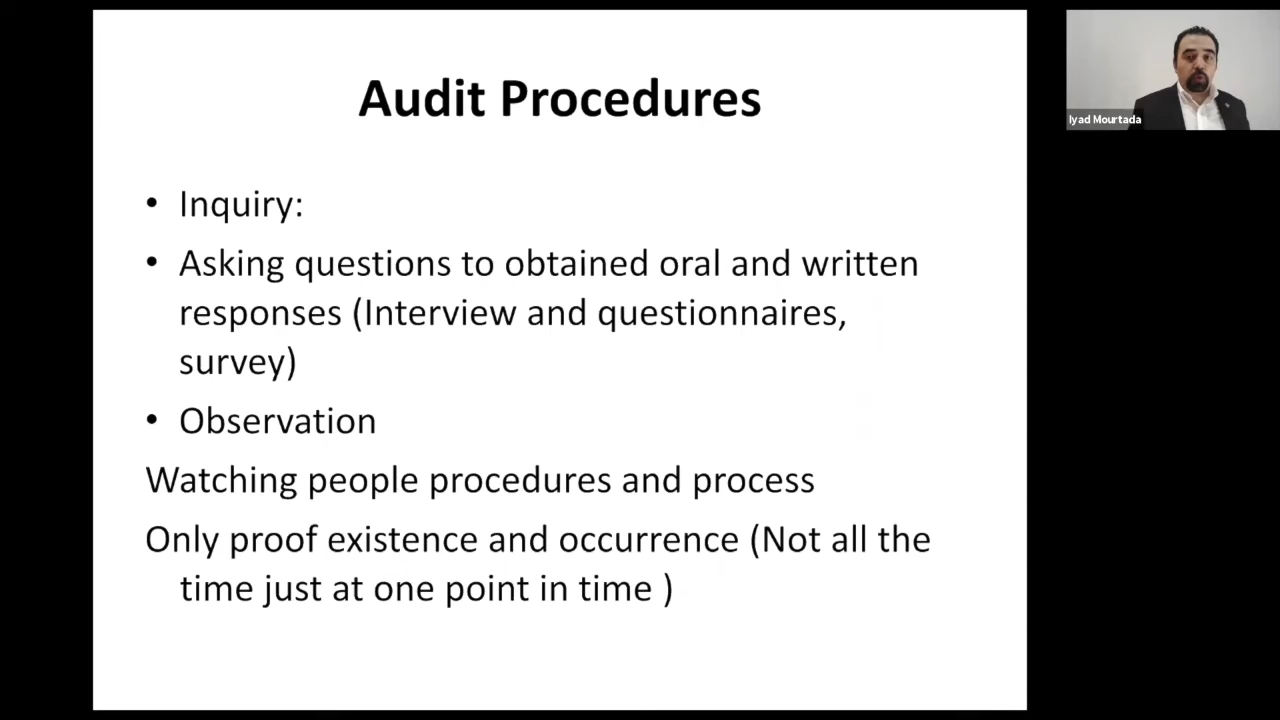 Audit Procedures
• Inquiry:
• Asking questions to obtained oral and written
responses (Interview and questionnaires,
survey)
• Observation
Watching people procedures and process
Only proof existence and occurrence (Not all the
time just at one point in time )
Iyad Mourtada